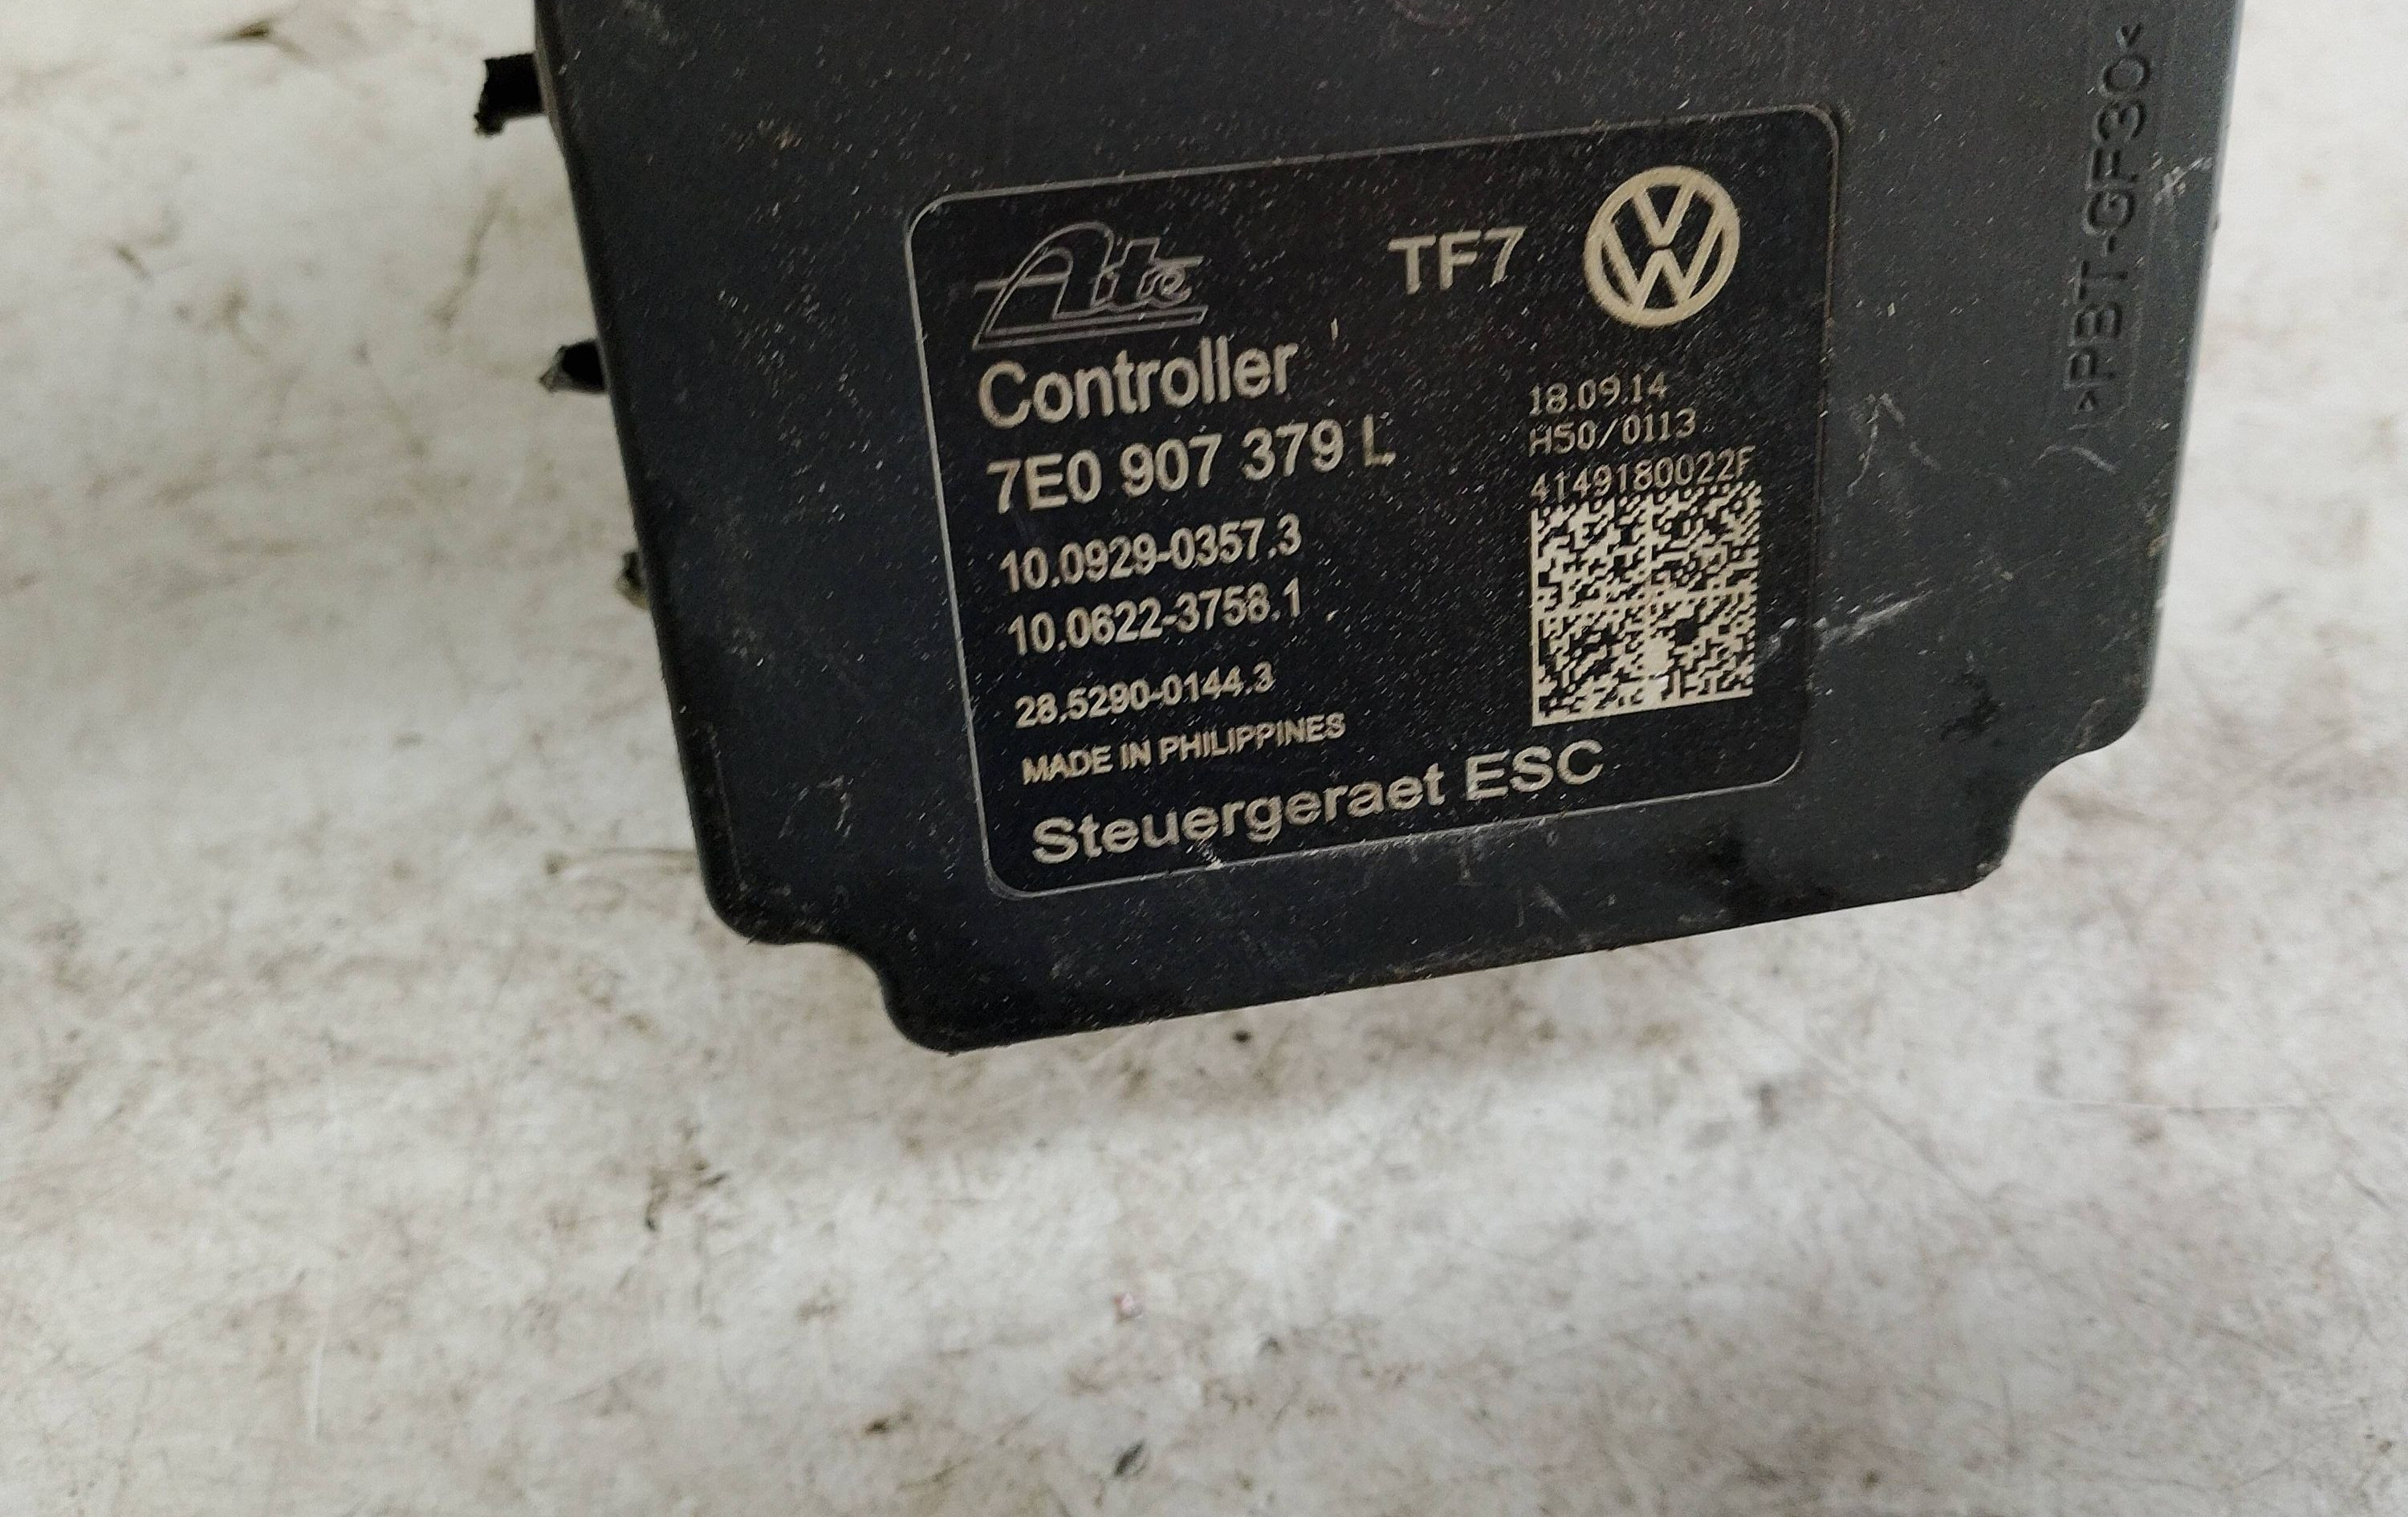 Ate
TF7
Controller
7E0 907 379 L
10.0929-0357.3
10.0622-3758.1
28.5290-0144.3
MADE IN PHILIPPINES
Steuergeraet ESC
18.09.14
H50/0113
4149180022F
>PBT-GF30<